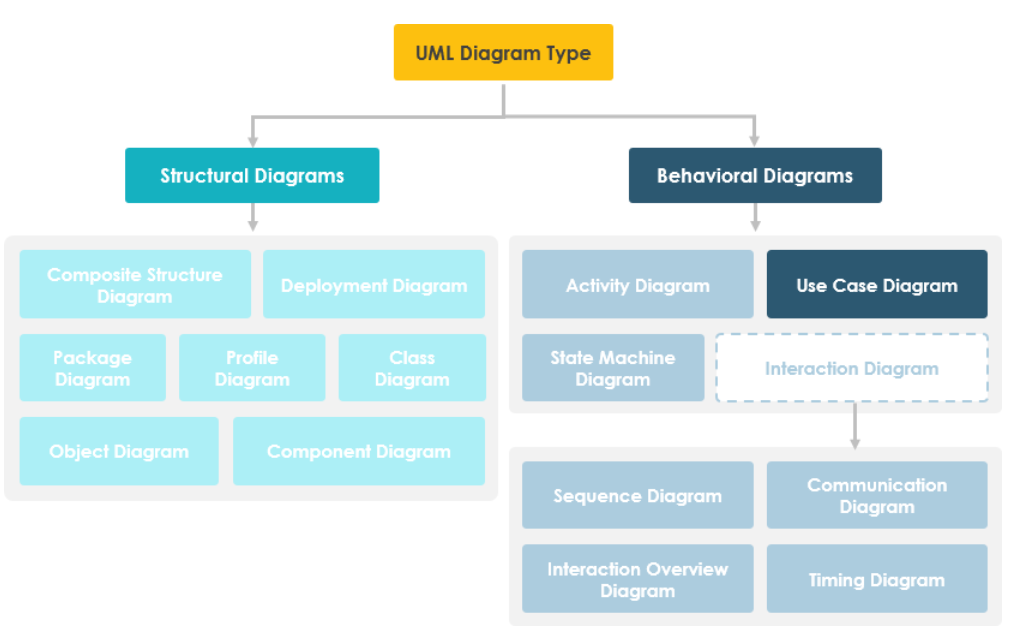 UML Diagram Type
Structural Diagrams
Behavioral Diagrams
Composite Structure
Diagram
Deployment Diagram
Package
Diagram
Profile
Diagram
Class
Diagram
Object Diagram
Component Diagram
Activity Diagram
Use Case Diagram
State Machine
Diagram
Interaction Diagram
Sequence Diagram
Communication
Diagram
Interaction Overview
Diagram
Timing Diagram